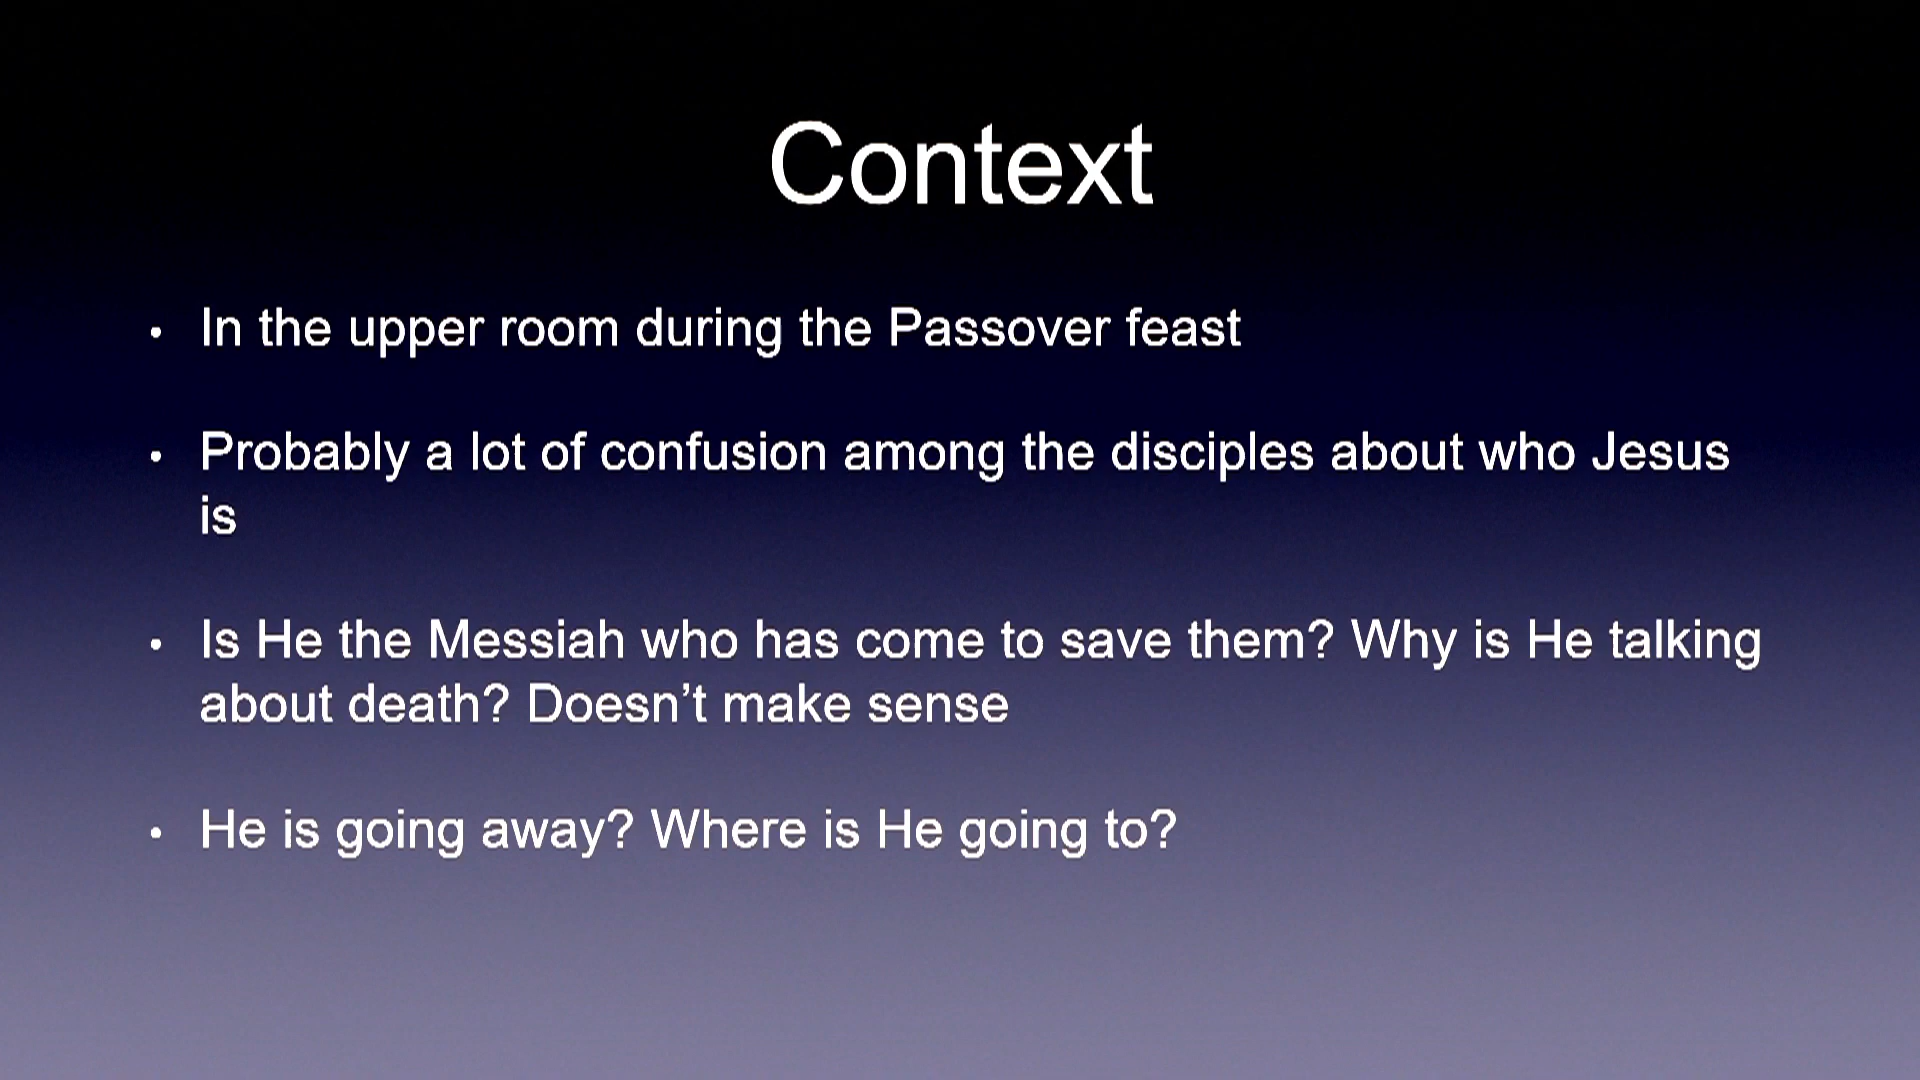 Context
• In the upper room during the Passover feast
• Probably a lot of confusion among the disciples about who Jesus
is
• Is He the Messiah who has come to save them? Why is He talking
about death? Doesn’t make sense
• He is going away? Where is He going to?